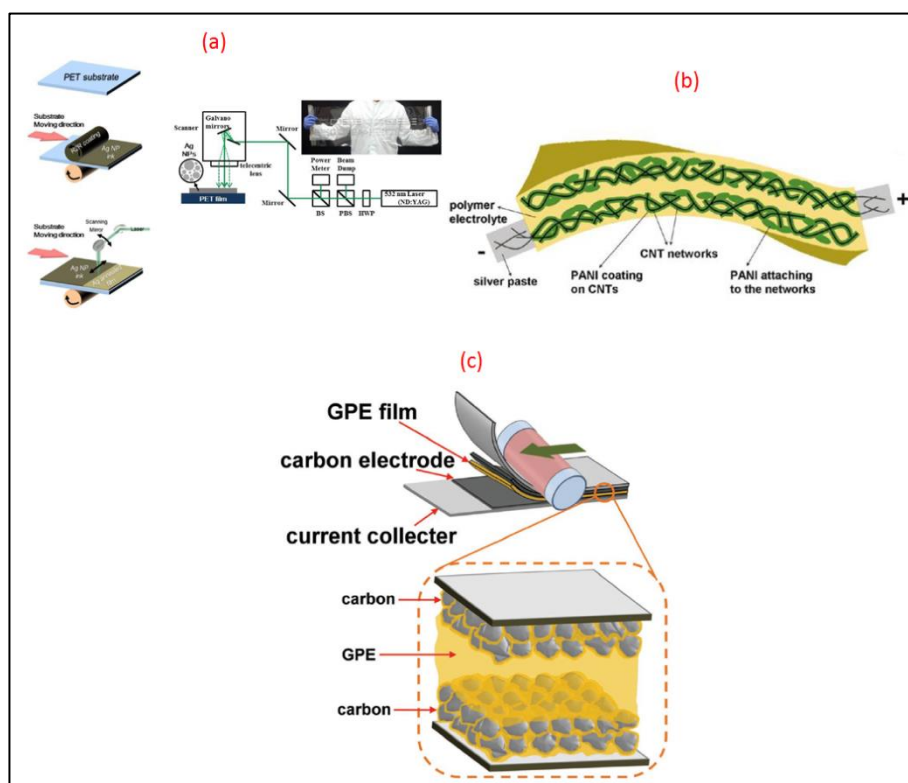 (a)
PET substrate
Substrate
Moving direction
R2R coating
Ag NP
ink
Substrate
Moving direction
Scanning
Mirror
Laser
Ag NP
ink
Scanner
Galvano
mirrors
Ag
NPs
telecentric
lens
PET film
Mirror
Mirror
Power
Meter
Beam
Dump
BS
PBS
HWP
532 nm Laser
(ND:YAG)
(b)
polymer
electrolyte
+
-
silver paste
PANI coating
on CNTs
CNT networks
PANI attaching
to the networks
(c)
GPE film
carbon electrode
current collecter
carbon
GPE
carbon